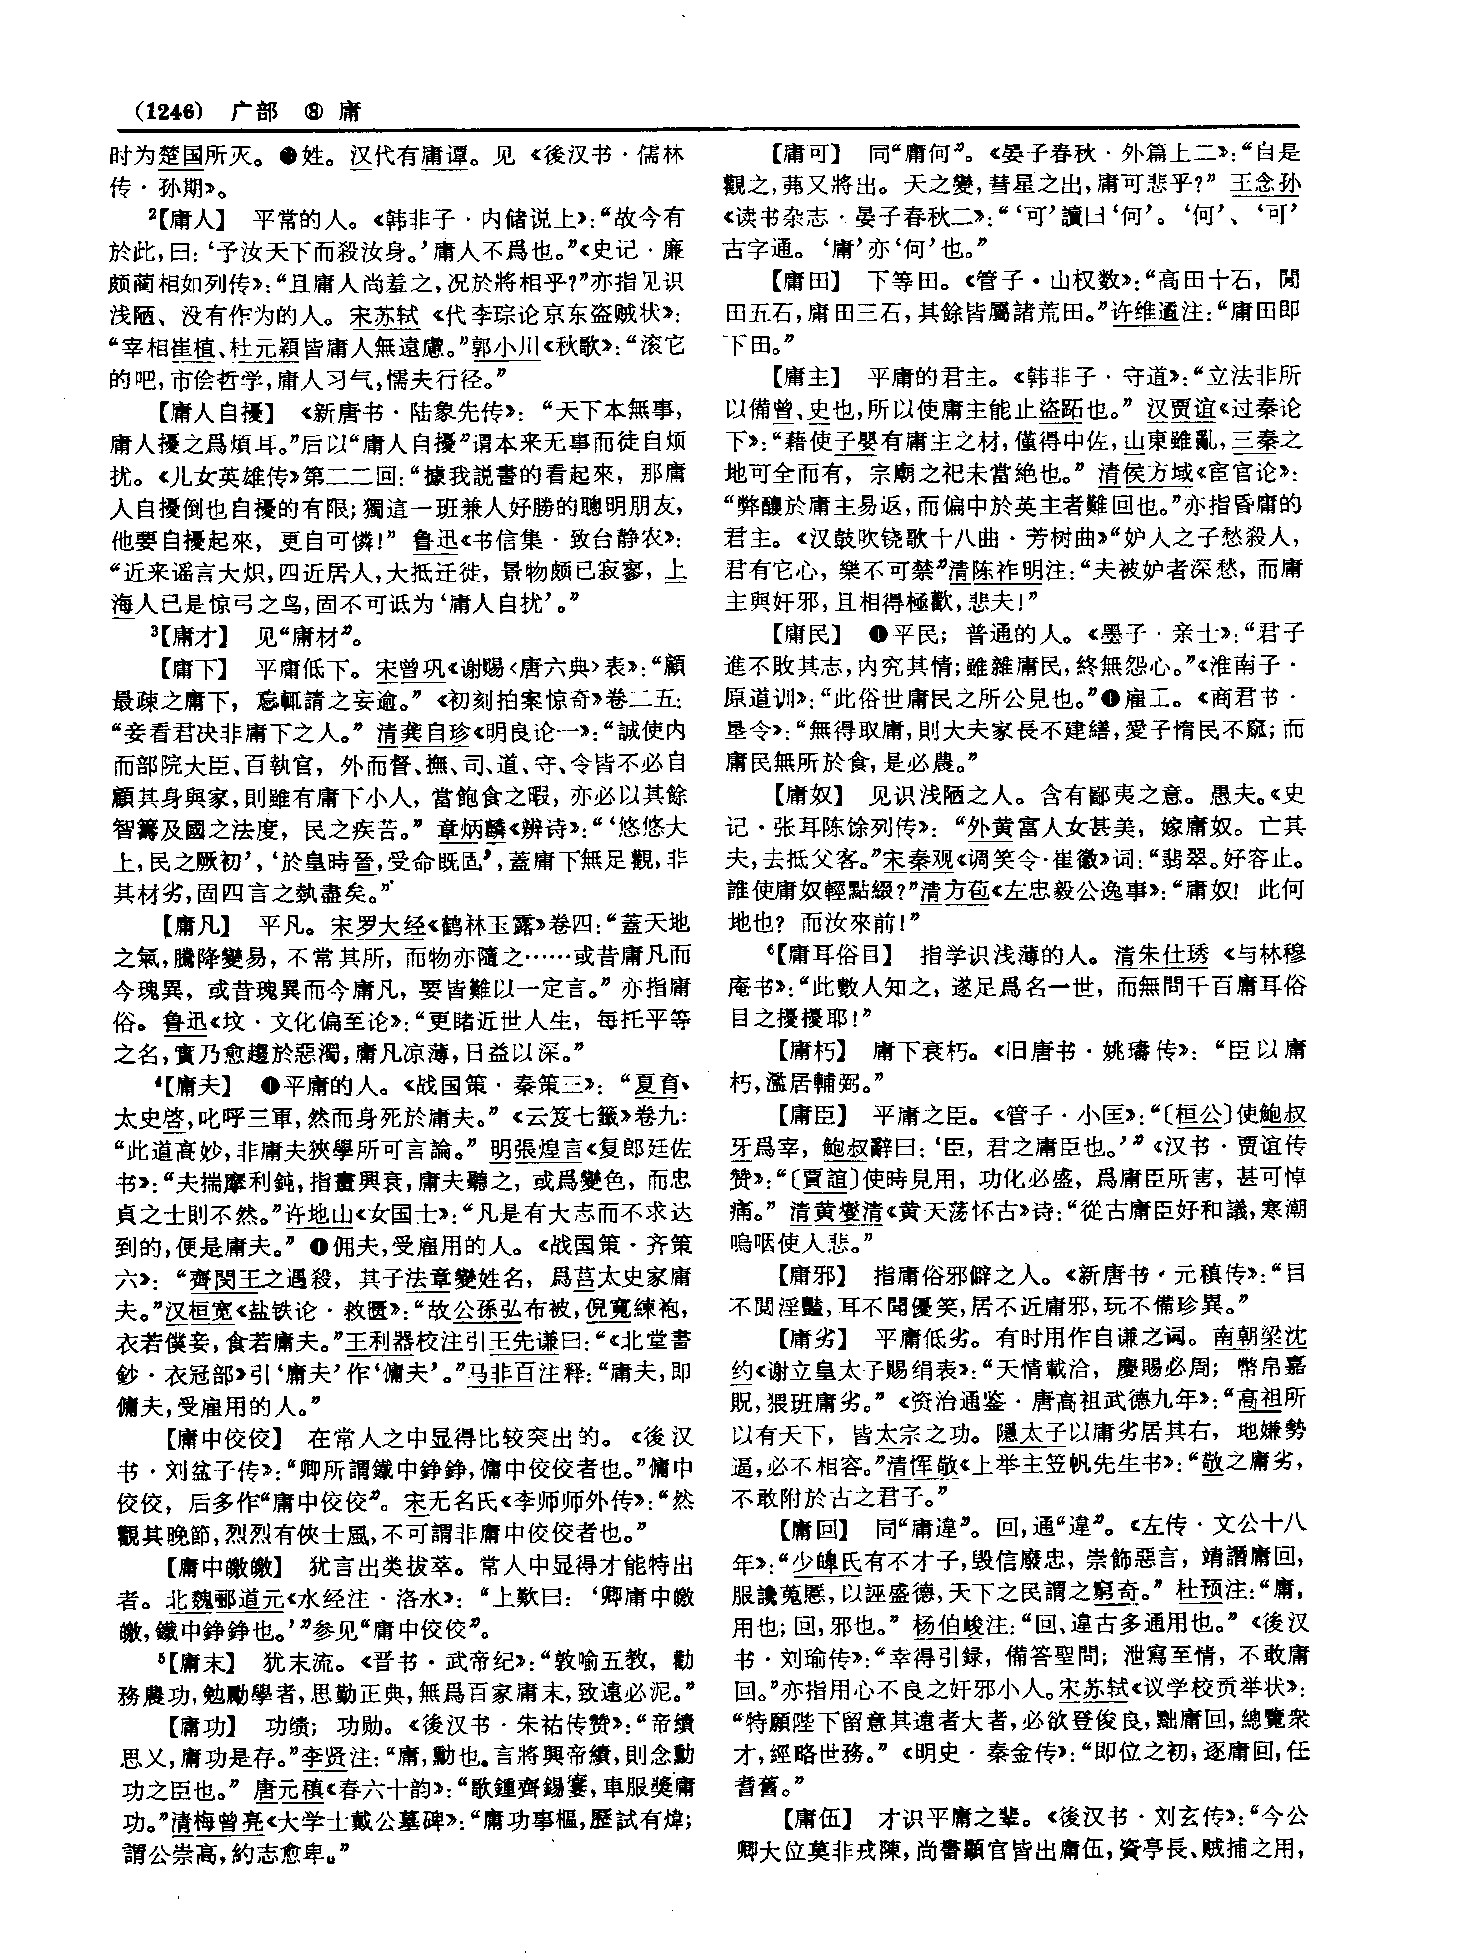 (1246) 广部 ⑧ 庸
时为楚国所灭。●姓。汉代有庸谭。见《後汉书·儒林
传·孙期》。
²【庸人】 平常的人。《韩非子·内储说上》：“故今有
於此，曰：‘予汝天下而殺汝身。’庸人不爲也。”《史记·廉
颇蔺相如列传》：“且庸人尚羞之，况於將相乎？”亦指见识
浅陋、没有作为的人。宋苏轼《代李琮论京东盗贼状》：
“宰相崔植、杜元穎皆庸人無遠慮。”郭小川《秋歌》：“滚它
的吧，市侩哲学，庸人习气，懦夫行径。”
【庸人自擾】 《新唐书·陆象先传》：“天下本無事，
庸人擾之爲煩耳。”后以“庸人自擾”谓本来无事而徒自烦
扰。《儿女英雄传》第二二回：“據我説書的看起來，那庸
人自擾倒也自擾的有限；獨這一班兼人好勝的聰明朋友，
他要自擾起來，更自可憐！”鲁迅《书信集·致台静农》：
“近来谣言大炽，四近居人，大抵迁徙，景物颇已寂寥，上
海人已是惊弓之鸟，固不可诋为‘庸人自扰’。”
³【庸才】 见“庸材”。
【庸下】 平庸低下。宋曾巩《谢赐〈唐六典〉表》：“顧
最疎之庸下，忘輒請之妄逾。”《初刻拍案惊奇》卷二五：
“妾看君决非庸下之人。”清龚自珍《明良论一》：“誠使内
而部院大臣、百執官，外而督、撫、司、道、守、令皆不必自
顧其身與家，則雖有庸下小人，當飽食之暇，亦必以其餘
智籌及國之法度，民之疾苦。”章炳麟《辨诗》：“‘悠悠大
上，民之厥初’，‘於皇時晉，受命既固’，蓋庸下無足觀，非
其材劣，固四言之埶盡矣。”
【庸凡】 平凡。宋罗大经《鹤林玉露》卷四：“蓋天地
之氣，騰降變易，不常其所，而物亦隨之……或昔庸凡而
今瑰異，或昔瑰異而今庸凡，要皆難以一定言。”亦指庸
俗。鲁迅《坟·文化偏至论》：“更睹近世人生，每托平等
之名，實乃愈趨於惡濁，庸凡凉薄，日益以深。”
⁴【庸夫】 ❶平庸的人。《战国策·秦策三》：“夏育、
太史啓，叱呼三軍，然而身死於庸夫。”《云笈七籤》卷九：
“此道高妙，非庸夫狹學所可言論。”明張煌言《复郎廷佐
书》：“夫揣摩利鈍，指畫興衰，庸夫聽之，或爲變色，而忠
貞之士則不然。”许地山《女国士》：“凡是有大志而不求达
到的，便是庸夫。”❶佣夫，受雇用的人。《战国策·齐策
六》：“齊閔王之遇殺，其子法章變姓名，爲莒太史家庸
夫。”汉桓宽《盐铁论·救匮》：“故公孫弘布被，倪寬練袍，
衣若僕妾，食若庸夫。”王利器校注引王先谦曰：“《北堂書
鈔·衣冠部》引‘庸夫’作‘傭夫’。”马非百注释：“庸夫，即
傭夫，受雇用的人。”
【庸中佼佼】 在常人之中显得比较突出的。《後汉
书·刘盆子传》：“卿所謂鐵中錚錚，傭中佼佼者也。”傭中
佼佼，后多作“庸中佼佼”。宋无名氏《李师师外传》：“然
觀其晚節，烈烈有俠士風，不可謂非庸中佼佼者也。”
【庸中皦皦】 犹言出类拔萃。常人中显得才能特出
者。北魏郦道元《水经注·洛水》：“上歎曰：‘卿庸中皦
皦，鐵中錚錚也。’”参见“庸中佼佼”。
⁵【庸末】 犹末流。《晋书·武帝纪》：“敦喻五教，勸
務農功，勉勵學者，思勤正典，無爲百家庸末，致遠必泥。”
【庸功】 功绩；功勋。《後汉书·朱祐传赞》：“帝績
思乂，庸功是存。”李贤注：“庸，勳也。言將興帝績，則念勳
功之臣也。”唐元稹《春六十韵》：“歌鍾齊錫宴，車服奬庸
功。”清梅曾亮《大学士戴公墓碑》：“庸功事樞，歷試有煒；
謂公崇高，約志愈卑。”
【庸可】 同“庸何”。《晏子春秋·外篇上二》：“自是
觀之，茀又將出。天之變，彗星之出，庸可悲乎？”王念孙
《读书杂志·晏子春秋二》：“‘可’讀曰‘何’。‘何’、‘可’
古字通。‘庸’亦‘何’也。”
【庸田】 下等田。《管子·山权数》：“高田十石，閒
田五石，庸田三石，其餘皆屬諸荒田。”许维遹注：“庸田即
下田。”
【庸主】 平庸的君主。《韩非子·守道》：“立法非所
以備曾、史也，所以使庸主能止盗跖也。”汉贾谊《过秦论
下》：“藉使子嬰有庸主之材，僅得中佐，山東雖亂，三秦之
地可全而有，宗廟之祀未當絶也。”清侯方域《宦官论》：
“弊釀於庸主易返，而偏中於英主者難回也。”亦指昏庸的
君主。《汉鼓吹铙歌十八曲·芳树曲》“妒人之子愁殺人，
君有它心，樂不可禁”清陈祚明注：“夫被妒者深愁，而庸
主與奸邪，且相得極歡，悲夫！”
【庸民】 ❶平民；普通的人。《墨子·亲士》：“君子
進不敗其志，内究其情；雖雜庸民，終無怨心。”《淮南子·
原道训》：“此俗世庸民之所公見也。”❶雇工。《商君书·
垦令》：“無得取庸，則大夫家長不建繕，愛子惰民不窳；而
庸民無所於食，是必農。”
【庸奴】 见识浅陋之人。含有鄙夷之意。愚夫。《史
记·张耳陈馀列传》：“外黄富人女甚美，嫁庸奴。亡其
夫，去抵父客。”宋秦观《调笑令·崔徽》词：“翡翠。好容止。
誰使庸奴輕點綴？”清方苞《左忠毅公逸事》：“庸奴！此何
地也？而汝來前！”
⁶【庸耳俗目】 指学识浅薄的人。清朱仕琇《与林穆
庵书》：“此數人知之，遂足爲名一世，而無問千百庸耳俗
目之擾擾耶！”
【庸朽】 庸下衰朽。《旧唐书·姚璹传》：“臣以庸
朽，濫居輔弼。”
【庸臣】 平庸之臣。《管子·小匡》：“〔桓公〕使鮑叔
牙爲宰，鮑叔辭曰：‘臣，君之庸臣也。’”《汉书·贾谊传
赞》：“〔賈誼〕使時見用，功化必盛，爲庸臣所害，甚可悼
痛。”清黄燮清《黄天荡怀古》诗：“從古庸臣好和議，寒潮
嗚咽使人悲。”
【庸邪】 指庸俗邪僻之人。《新唐书·元稹传》：“目
不閲淫豔，耳不聞優笑，居不近庸邪，玩不備珍異。”
【庸劣】 平庸低劣。有时用作自谦之词。南朝梁沈
约《谢立皇太子赐绢表》：“天情載洽，慶賜必周；幣帛嘉
貺，猥班庸劣。”《资治通鉴·唐高祖武德九年》：“高祖所
以有天下，皆太宗之功。隱太子以庸劣居其右，地嫌勢
逼，必不相容。”清恽敬《上举主笠帆先生书》：“敬之庸劣，
不敢附於古之君子。”
【庸回】 同“庸違”。回，通“違”。《左传·文公十八
年》：“少皞氏有不才子，毁信廢忠，崇飾惡言，靖譖庸回，
服讒蒐慝，以誣盛德，天下之民謂之窮奇。”杜预注：“庸，
用也；回，邪也。”杨伯峻注：“回、違古多通用也。”《後汉
书·刘瑜传》：“幸得引録，備答聖問；泄寫至情，不敢庸
回。”亦指用心不良之奸邪小人。宋苏轼《议学校贡举状》：
“特願陛下留意其遠者大者，必欲登俊良，黜庸回，總覽衆
才，經略世務。”《明史·秦金传》：“即位之初，逐庸回，任
耆舊。”
【庸伍】 才识平庸之辈。《後汉书·刘玄传》：“今公
卿大位莫非戎陳，尚書顯官皆出庸伍，資亭長、賊捕之用，